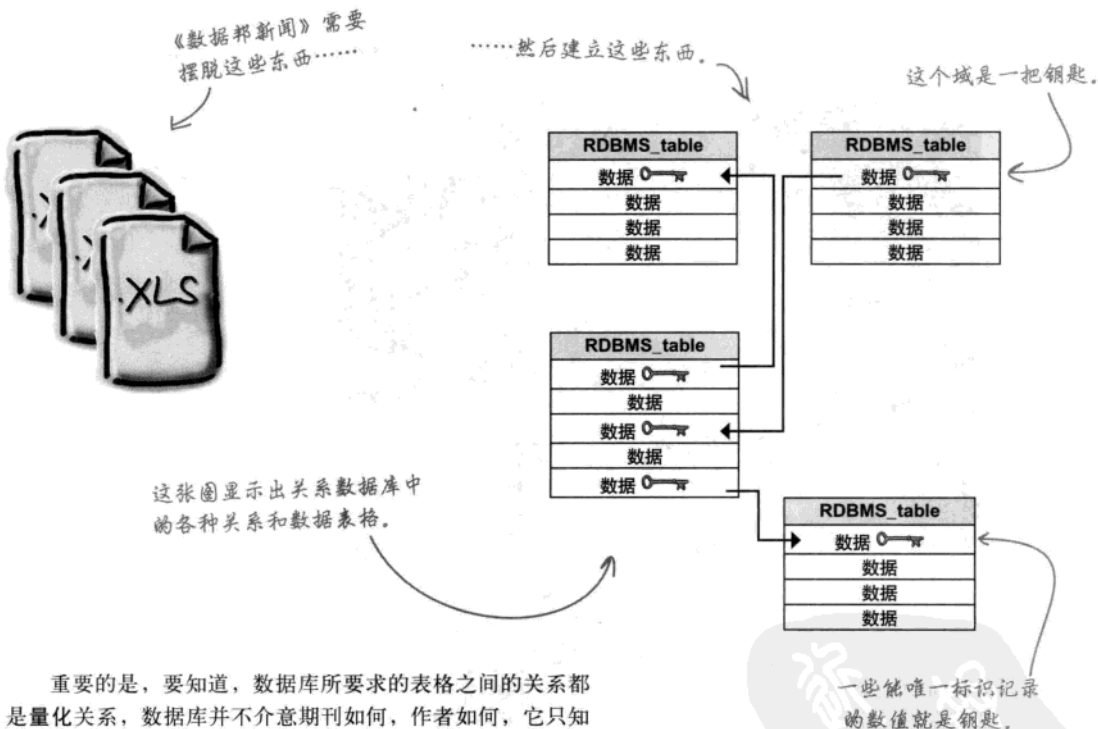 《数据邦新闻》需要
摆脱这些东西……
……然后建立这些东西。
这个域是一把钥匙。
.X
.X
.XLS
RDBMS_table
数据
数据
数据
数据
RDBMS_table
数据
数据
数据
数据
RDBMS_table
数据
数据
数据
数据
数据
这张图显示出关系数据库中
的各种关系和数据表格。
RDBMS_table
数据
数据
数据
数据
一些能唯一标识记录
的数值就是钥匙。
重要的是，要知道，数据库所要求的表格之间的关系都
是量化关系，数据库并不介意期刊如何，作者如何，它只知